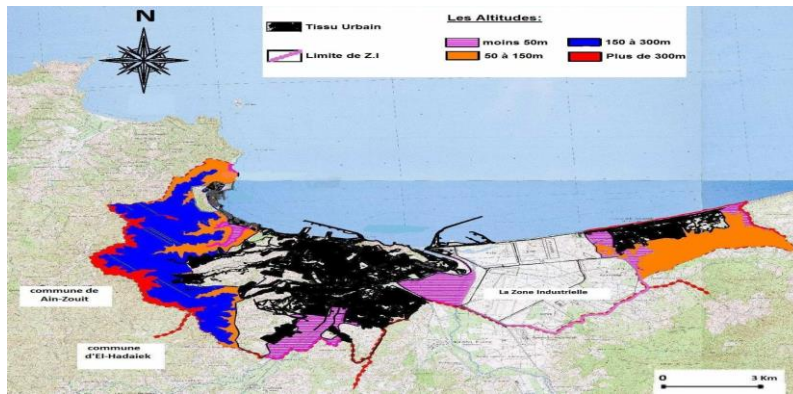 N
Tissu Urbain
Limite de Z.I
Les Altitudes:
moins 50m
50 à 150m
150 à 300m
Plus de 300m
commune de
Ain-Zouit
commune
d'El-Hadaiek
La Zone Industrielle
0 3 Km